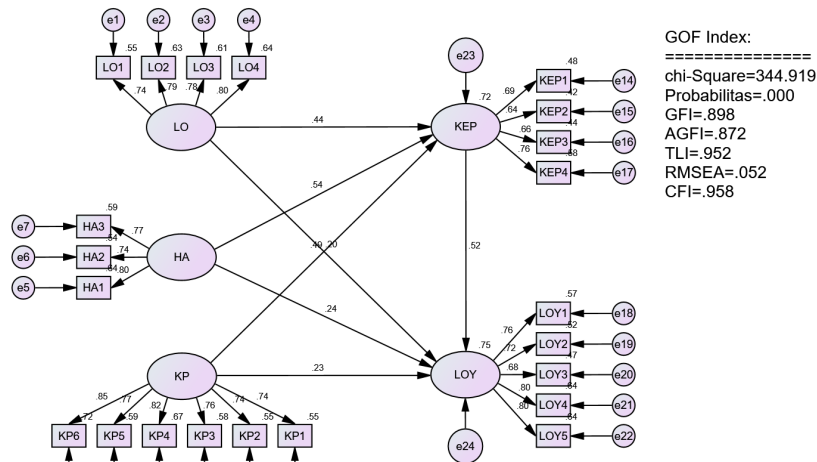 e1 e2 e3 e4
.55 .63 .61 .64
LO1 LO2 LO3 LO4
.74 .79 .78 .80
LO
e23
.72
KEP
.48
KEP1 e14
.69 .42
KEP2 e15
.64 .44
KEP3 e16
.66
.76 .58
KEP4 e17
.44
.54
.49 .20
.52
.59
e7 HA3 .77
.54
e6 HA2 .74
.64
e5 HA1 .80
HA
.24
KP
.23
.75
LOY
.57
LOY1 e18
.76 .52
LOY2 e19
.72 .47
LOY3 e20
.68
.80 .64
LOY4 e21
.80 .64
LOY5 e22
e24
.85 .77 .82 .76 .74 .74
.72 .59 .67 .58 .55 .55
KP6 KP5 KP4 KP3 KP2 KP1
GOF Index:
===============
chi-Square=344.919
Probabilitas=.000
GFI=.898
AGFI=.872
TLI=.952
RMSEA=.052
CFI=.958